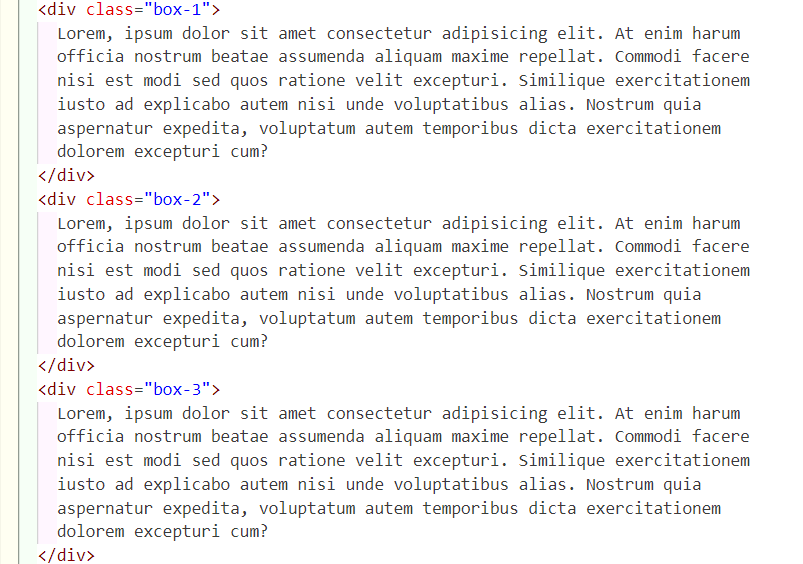 <div class="box-1">
Lorem, ipsum dolor sit amet consectetur adipisicing elit. At enim harum
officia nostrum beatae assumenda aliquam maxime repellat. Commodi facere
nisi est modi sed quos ratione velit excepturi. Similique exercitationem
iusto ad explicabo autem nisi unde voluptatibus alias. Nostrum quia
aspernatur expedita, voluptatum autem temporibus dicta exercitationem
dolorem excepturi cum?
</div>
<div class="box-2">
Lorem, ipsum dolor sit amet consectetur adipisicing elit. At enim harum
officia nostrum beatae assumenda aliquam maxime repellat. Commodi facere
nisi est modi sed quos ratione velit excepturi. Similique exercitationem
iusto ad explicabo autem nisi unde voluptatibus alias. Nostrum quia
aspernatur expedita, voluptatum autem temporibus dicta exercitationem
dolorem excepturi cum?
</div>
<div class="box-3">
Lorem, ipsum dolor sit amet consectetur adipisicing elit. At enim harum
officia nostrum beatae assumenda aliquam maxime repellat. Commodi facere
nisi est modi sed quos ratione velit excepturi. Similique exercitationem
iusto ad explicabo autem nisi unde voluptatibus alias. Nostrum quia
aspernatur expedita, voluptatum autem temporibus dicta exercitationem
dolorem excepturi cum?
</div>